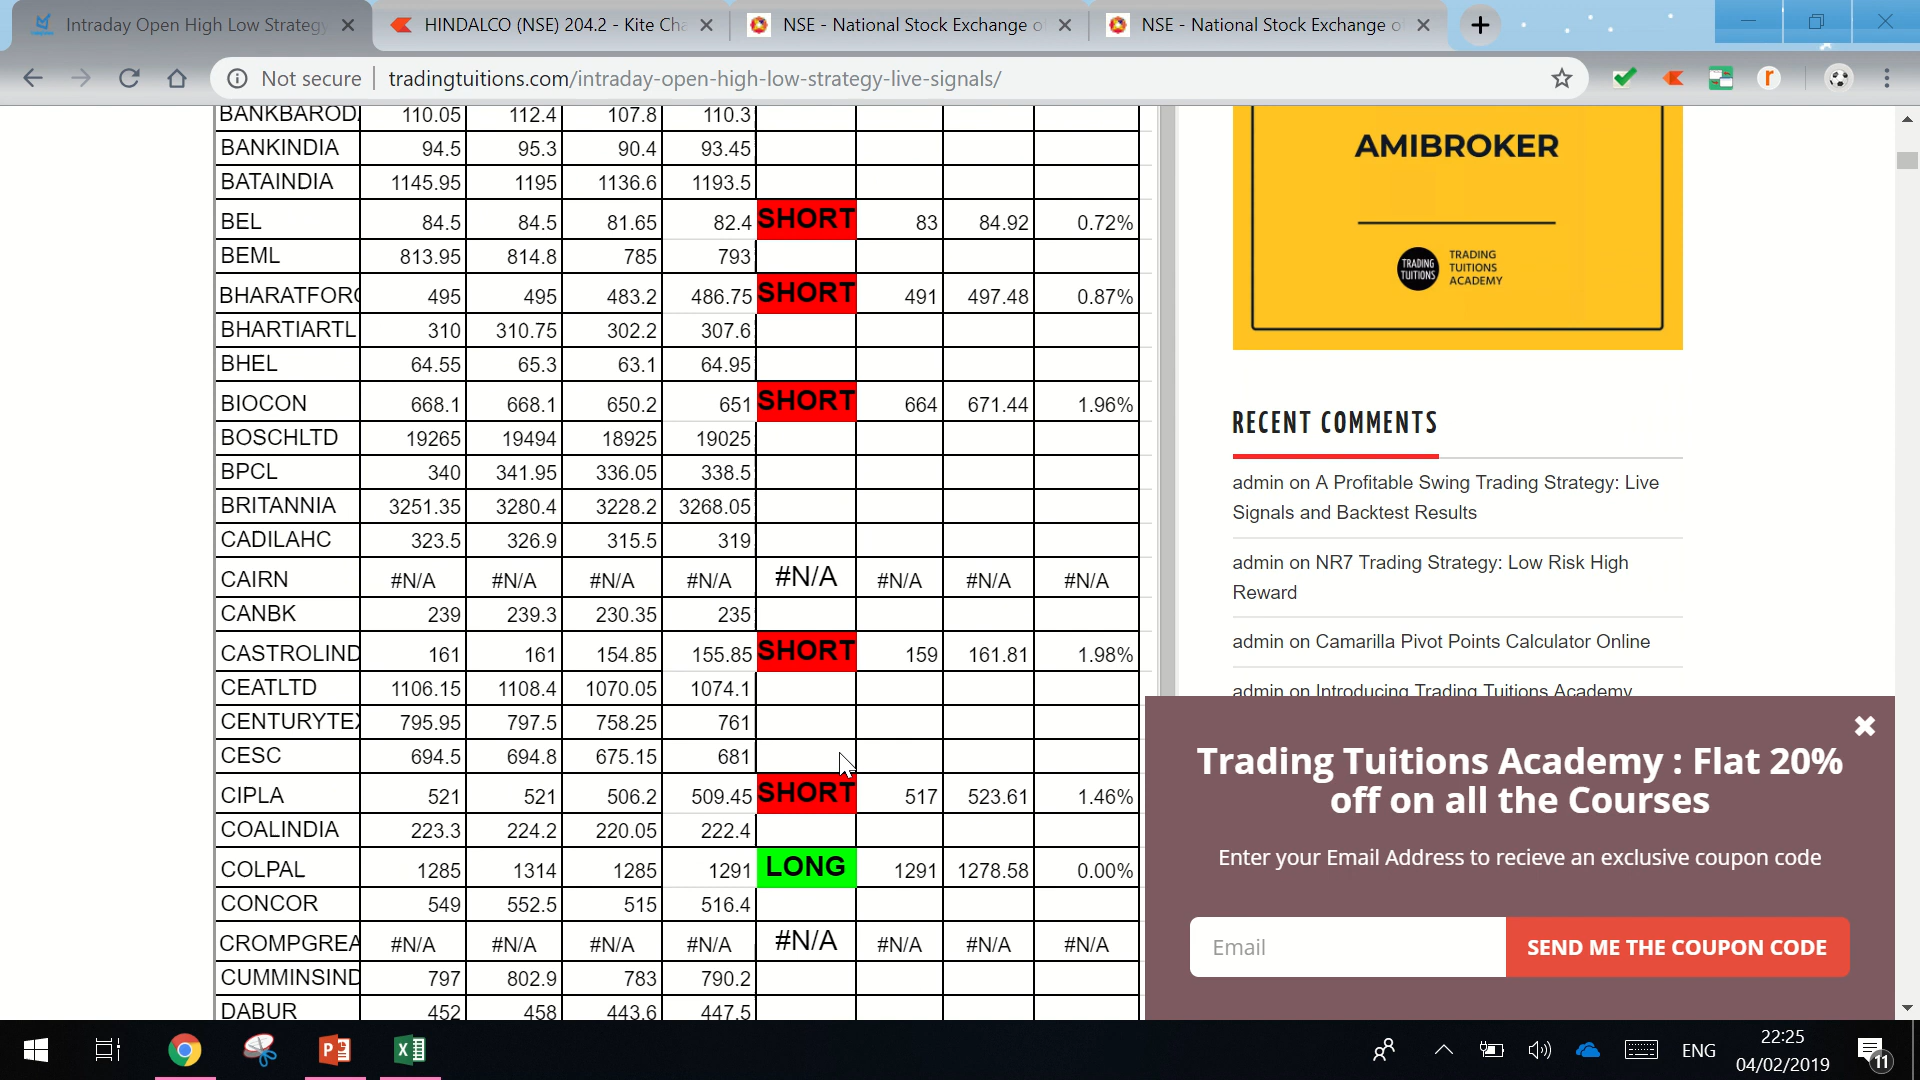 Intraday Open High Low Strategy
HINDALCO (NSE) 204.2 - Kite Cha
NSE - National Stock Exchange o
NSE - National Stock Exchange o
Not secure
tradingtuitions.com/intraday-open-high-low-strategy-live-signals/
BANKBAROD 110.05 112.4 107.8 110.3
BANKINDIA 94.5 95.3 90.4 93.45
BATAINDIA 1145.95 1195 1136.6 1193.5
BEL 84.5 84.5 81.65 82.4 SHORT 83 84.92 0.72%
BEML 813.95 814.8 785 793
BHARATFORC 495 495 483.2 486.75 SHORT 491 497.48 0.87%
BHARTIARTL 310 310.75 302.2 307.6
BHEL 64.55 65.3 63.1 64.95
BIOCON 668.1 668.1 650.2 651 SHORT 664 671.44 1.96%
BOSCHLTD 19265 19494 18925 19025
BPCL 340 341.95 336.05 338.5
BRITANNIA 3251.35 3280.4 3228.2 3268.05
CADILAHC 323.5 326.9 315.5 319
CAIRN #N/A #N/A #N/A #N/A #N/A #N/A #N/A #N/A
CANBK 239 239.3 230.35 235
CASTROLIND 161 161 154.85 155.85 SHORT 159 161.81 1.98%
CEATLTD 1106.15 1108.4 1070.05 1074.1
CENTURYTEX 795.95 797.5 758.25 761
CESC 694.5 694.8 675.15 681
CIPLA 521 521 506.2 509.45 SHORT 517 523.61 1.46%
COALINDIA 223.3 224.2 220.05 222.4
COLPAL 1285 1314 1285 1291 LONG 1291 1278.58 0.00%
CONCOR 549 552.5 515 516.4
CROMPGREA #N/A #N/A #N/A #N/A #N/A #N/A #N/A #N/A
CUMMINSIND 797 802.9 783 790.2
DABUR 452 458 443.6 447.5
AMIBROKER
TRADING
TUITIONS
TRADING
TUITIONS
ACADEMY
RECENT COMMENTS
admin on A Profitable Swing Trading Strategy: Live
Signals and Backtest Results
admin on NR7 Trading Strategy: Low Risk High
Reward
admin on Camarilla Pivot Points Calculator Online
admin on Introducing Trading Tuitions Academy
Trading Tuitions Academy : Flat 20%
off on all the Courses
Enter your Email Address to recieve an exclusive coupon code
Email
SEND ME THE COUPON CODE
ENG
22:25
04/02/2019
11